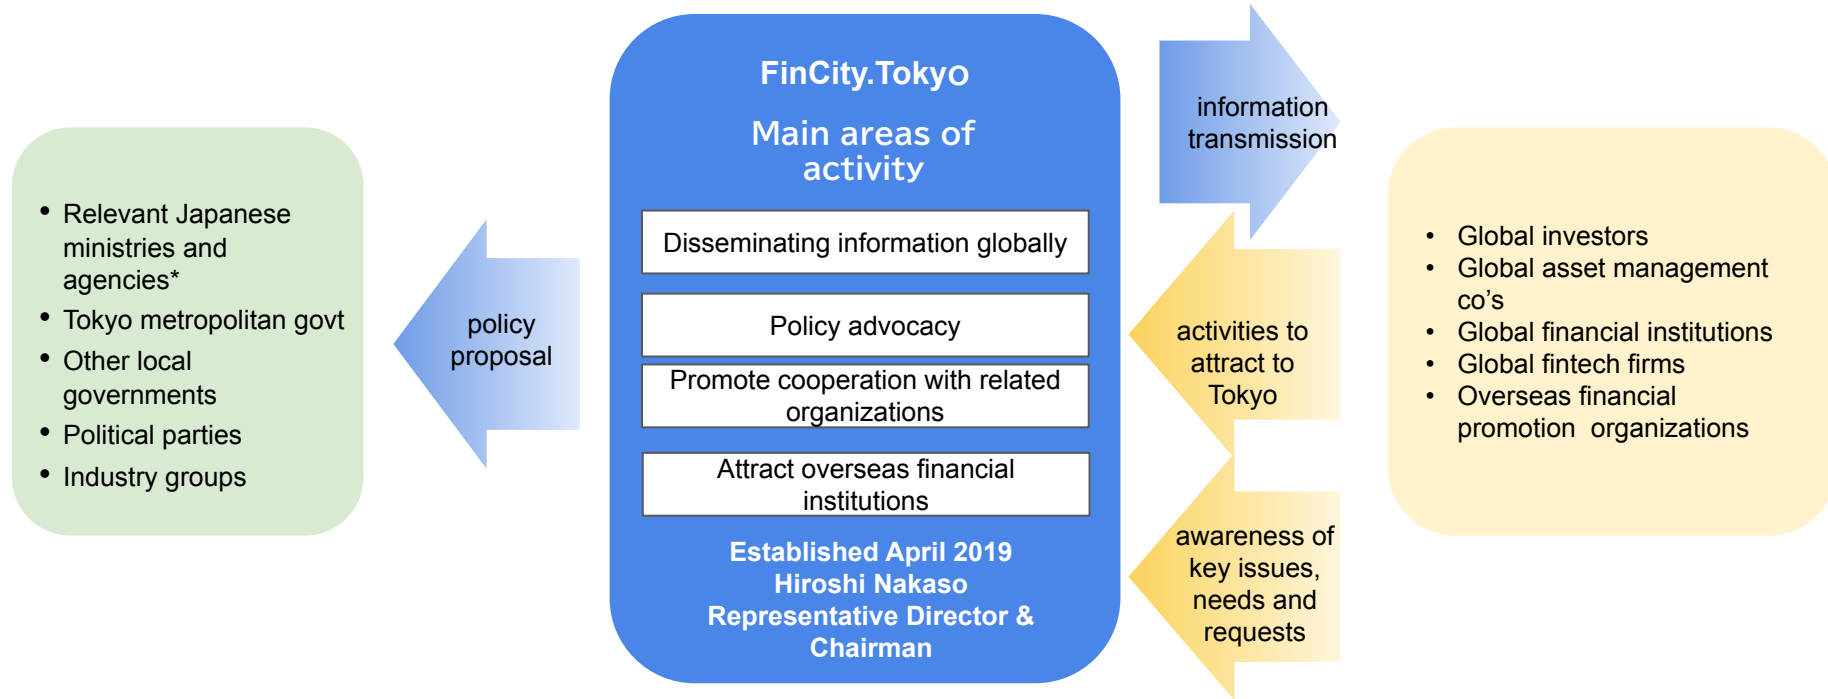 • Relevant Japanese
ministries and
agencies*
• Tokyo metropolitan govt
• Other local
governments
• Political parties
• Industry groups
policy
proposal
FinCity.Tokyo
Main areas of
activity
Disseminating information globally
Policy advocacy
Promote cooperation with related
organizations
Attract overseas financial
institutions
Established April 2019
Hiroshi Nakaso
Representative Director &
Chairman
information
transmission
activities to
attract to
Tokyo
awareness of
key issues,
needs and
requests
• Global investors
• Global asset management
co’s
• Global financial institutions
• Global fintech firms
• Overseas financial
promotion  organizations